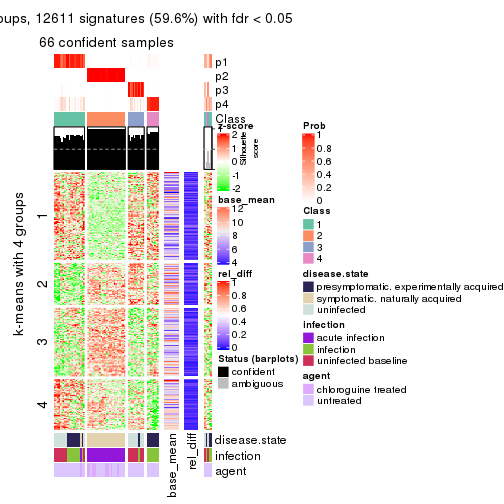 oups, 12611 signatures (59.6%) with fdr < 0.05
66 confident samples
p1
p2
p3
p4
Class
z-score
2
1
0
-1
-2
Silhouette
score
base_mean
12
10
8
6
4
rel_diff
1
0.8
0.6
0.4
0.2
0
Status (barplots)
confident
ambiguous
Prob
1
0.8
0.6
0.4
0.2
0
Class
1
2
3
4
disease.state
presymptomatic. experimentally acquired
symptomatic. naturally acquired
uninfected
infection
acute infection
infection
uninfected baseline
agent
chloroguine treated
untreated
k-means with 4 groups
1
2
3
4
disease.state
infection
agent
base_mean
rel_diff